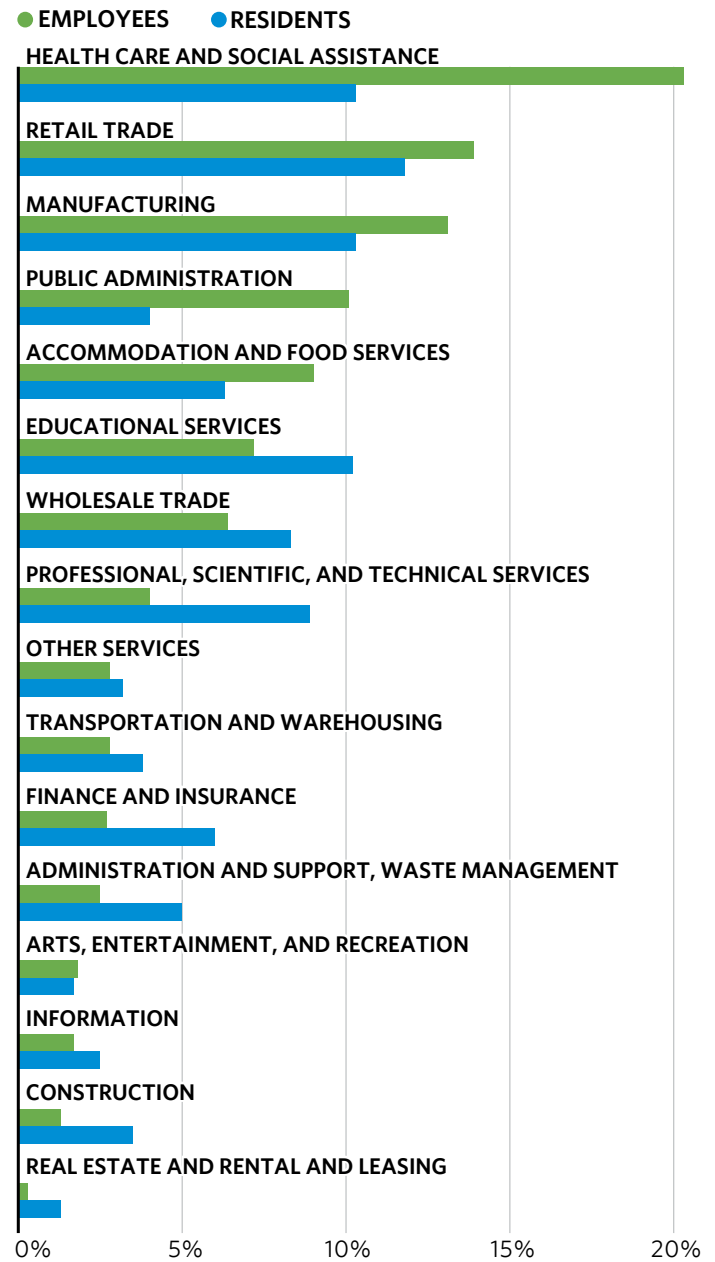 EMPLOYEES RESIDENTS
HEALTH CARE AND SOCIAL ASSISTANCE
RETAIL TRADE
MANUFACTURING
PUBLIC ADMINISTRATION
ACCOMMODATION AND FOOD SERVICES
EDUCATIONAL SERVICES
WHOLESALE TRADE
PROFESSIONAL, SCIENTIFIC, AND TECHNICAL SERVICES
OTHER SERVICES
TRANSPORTATION AND WAREHOUSING
FINANCE AND INSURANCE
ADMINISTRATION AND SUPPORT, WASTE MANAGEMENT
ARTS, ENTERTAINMENT, AND RECREATION
INFORMATION
CONSTRUCTION
REAL ESTATE AND RENTAL AND LEASING
0% 5% 10% 15% 20%